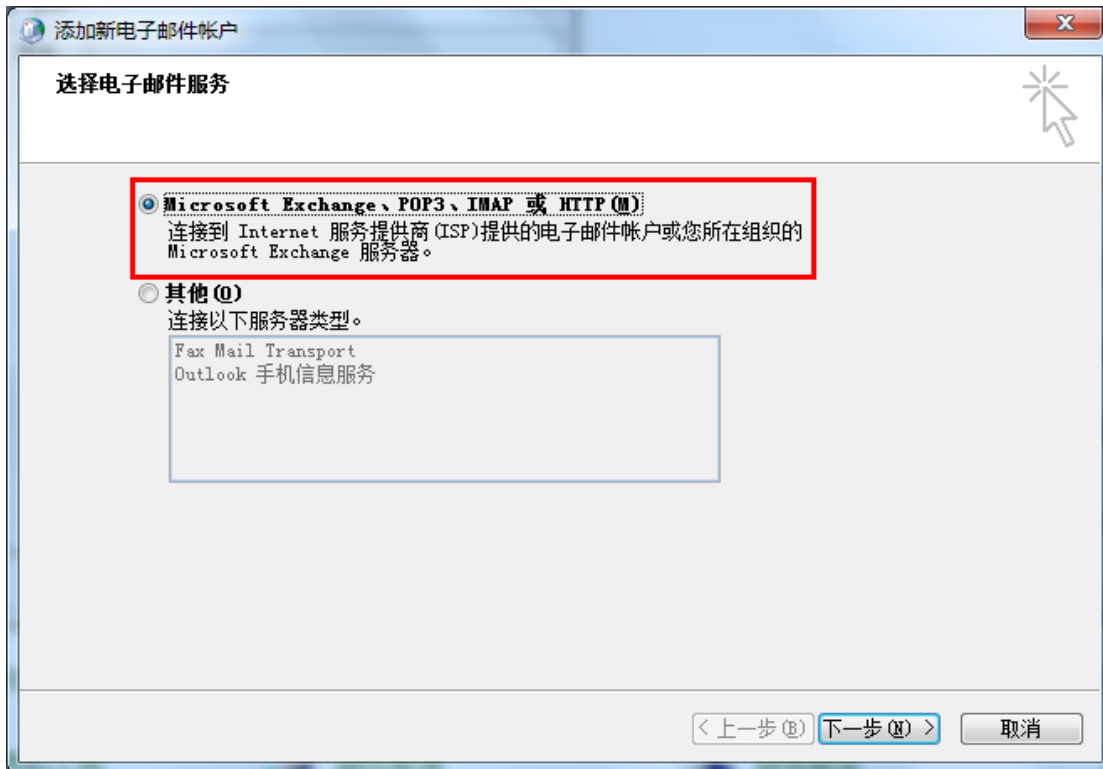 添加新电子邮件帐户
选择电子邮件服务
Microsoft Exchange、POP3、IMAP 或 HTTP(M)
连接到 Internet 服务提供商(ISP)提供的电子邮件帐户或您所在组织的
Microsoft Exchange 服务器。
其他(O)
连接以下服务器类型。
Fax Mail Transport
Outlook 手机信息服务
< 上一步(B) 下一步(N) > 取消